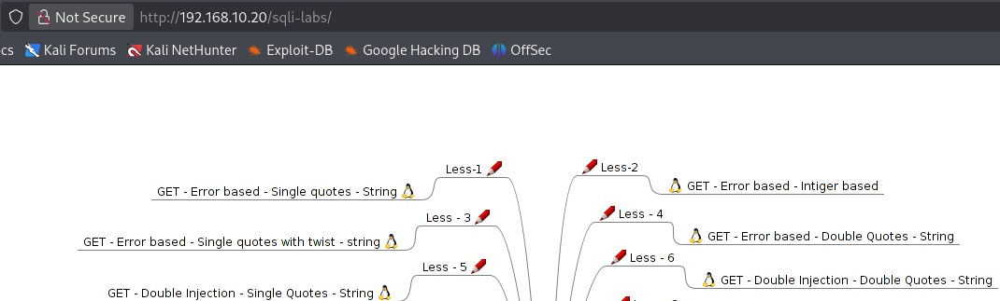 Not Secure http://192.168.10.20/sqli-labs/
cs Kali Forums Kali NetHunter Exploit-DB Google Hacking DB OffSec
Less-1
Less-2
GET - Error based - Single quotes - String
GET - Error based - Intiger based
Less - 3
Less - 4
GET - Error based - Single quotes with twist - string
GET - Error based - Double Quotes - String
Less - 5
Less - 6
GET - Double Injection - Single Quotes - String
GET - Double Injection - Double Quotes - String